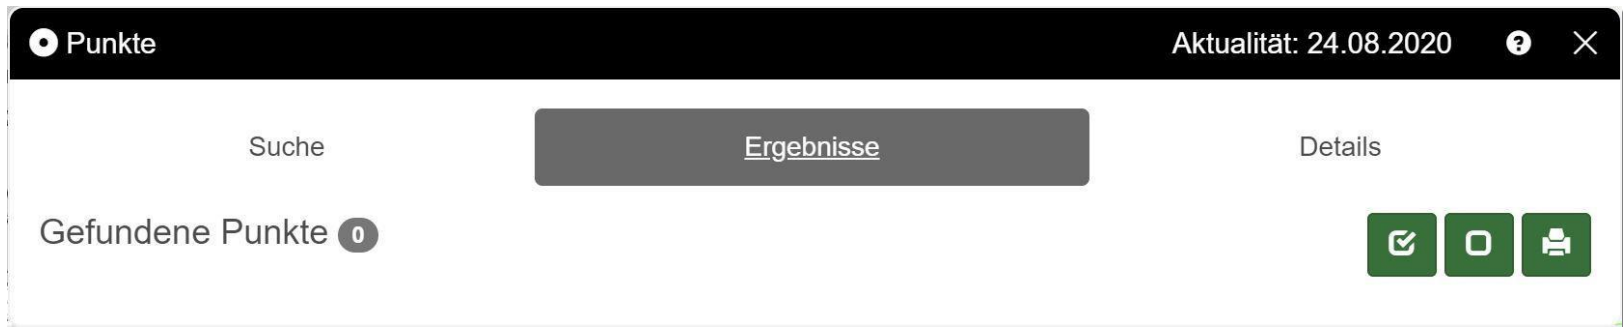 Punkte Aktualität: 24.08.2020 ?
Suche Ergebnisse Details
Gefundene Punkte 0